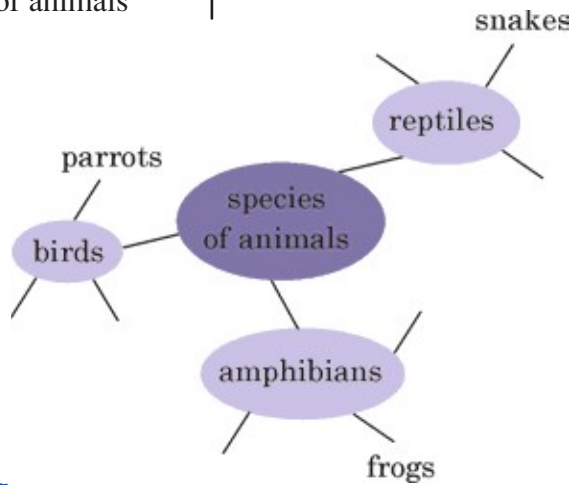 of animals
snakes
reptiles
parrots
species
of animals
birds
amphibians
frogs